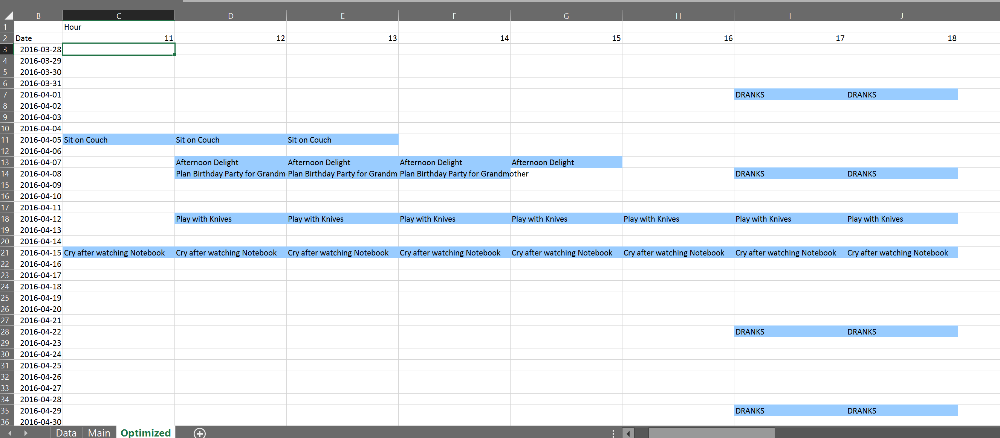 B C D E F G H I J
1 Hour
2 Date 11 12 13 14 15 16 17 18
3 2016-03-28
4 2016-03-29
5 2016-03-30
6 2016-03-31
7 2016-04-01 DRANKS DRANKS
8 2016-04-02
9 2016-04-03
10 2016-04-04
11 2016-04-05 Sit on Couch Sit on Couch Sit on Couch
12 2016-04-06
13 2016-04-07 Afternoon Delight Afternoon Delight Afternoon Delight Afternoon Delight
14 2016-04-08 Plan Birthday Party for Grandm Plan Birthday Party for Grandm Plan Birthday Party for Grandmother DRANKS DRANKS
15 2016-04-09
16 2016-04-10
17 2016-04-11
18 2016-04-12 Play with Knives Play with Knives Play with Knives Play with Knives Play with Knives Play with Knives Play with Knives
19 2016-04-13
20 2016-04-14
21 2016-04-15 Cry after watching Notebook Cry after watching Notebook Cry after watching Notebook Cry after watching Notebook Cry after watching Notebook Cry after watching Notebook Cry after watching Notebook Cry after watching Notebook
22 2016-04-16
23 2016-04-17
24 2016-04-18
25 2016-04-19
26 2016-04-20
27 2016-04-21
28 2016-04-22 DRANKS DRANKS
29 2016-04-23
30 2016-04-24
31 2016-04-25
32 2016-04-26
33 2016-04-27
34 2016-04-28
35 2016-04-29 DRANKS DRANKS
36 2016-04-30
Data Main Optimized